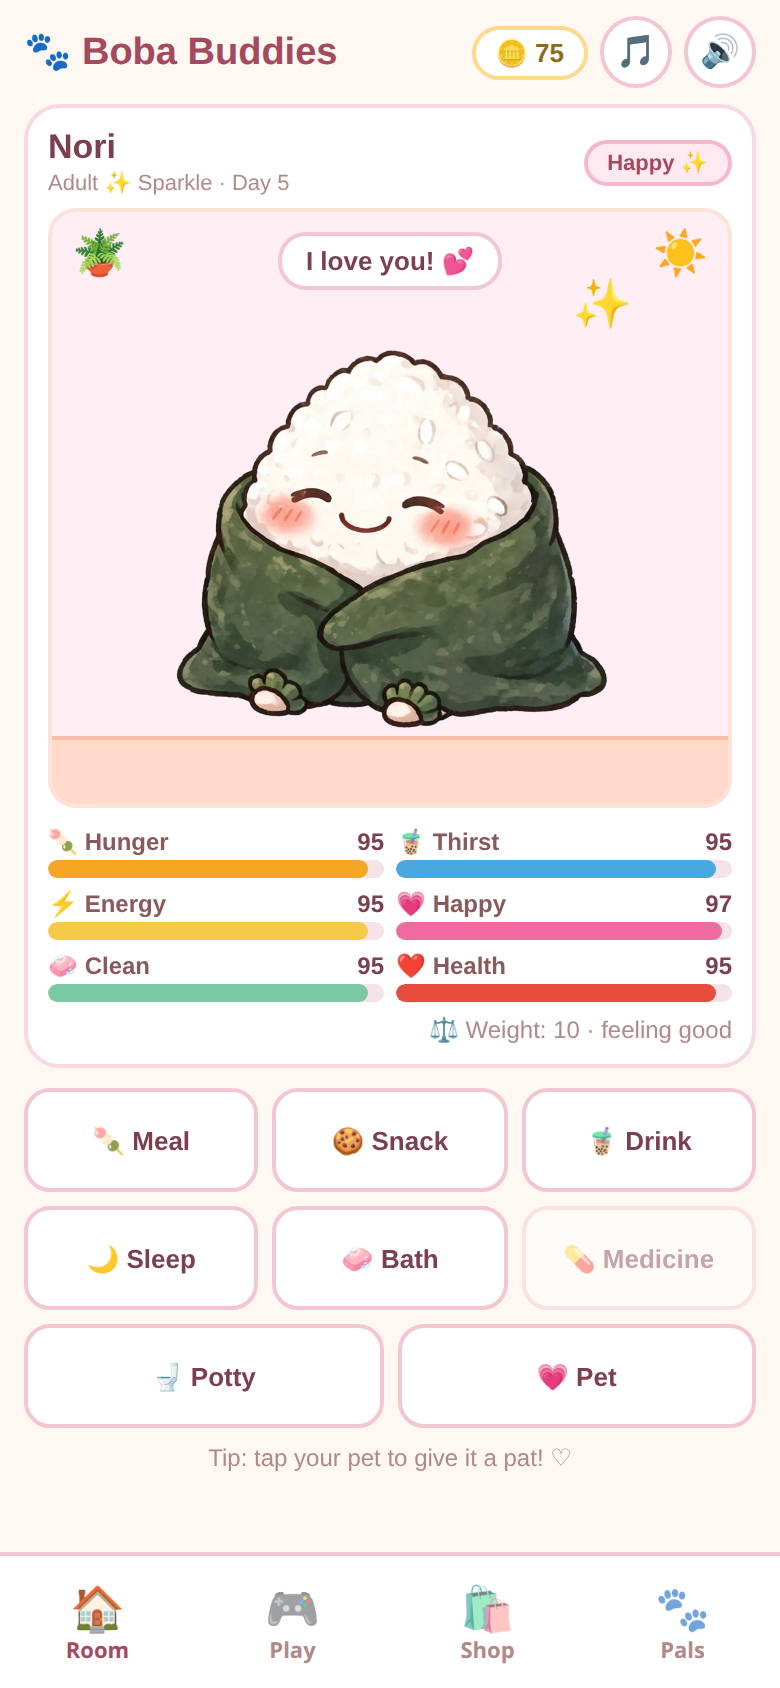 🐾 Boba Buddies
🪙 75
🎵
🔊
Nori
Adult ✨ Sparkle · Day 5
Happy ✨
I love you! 💕
🍡 Hunger 95
🧋 Thirst 95
⚡ Energy 95
💗 Happy 97
🧼 Clean 95
❤️ Health 95
⚖️ Weight: 10 · feeling good
🍡 Meal
🍪 Snack
🧋 Drink
🌙 Sleep
🧼 Bath
💊 Medicine
🚽 Potty
💗 Pet
Tip: tap your pet to give it a pat! ♡
Room
Play
Shop
Pals